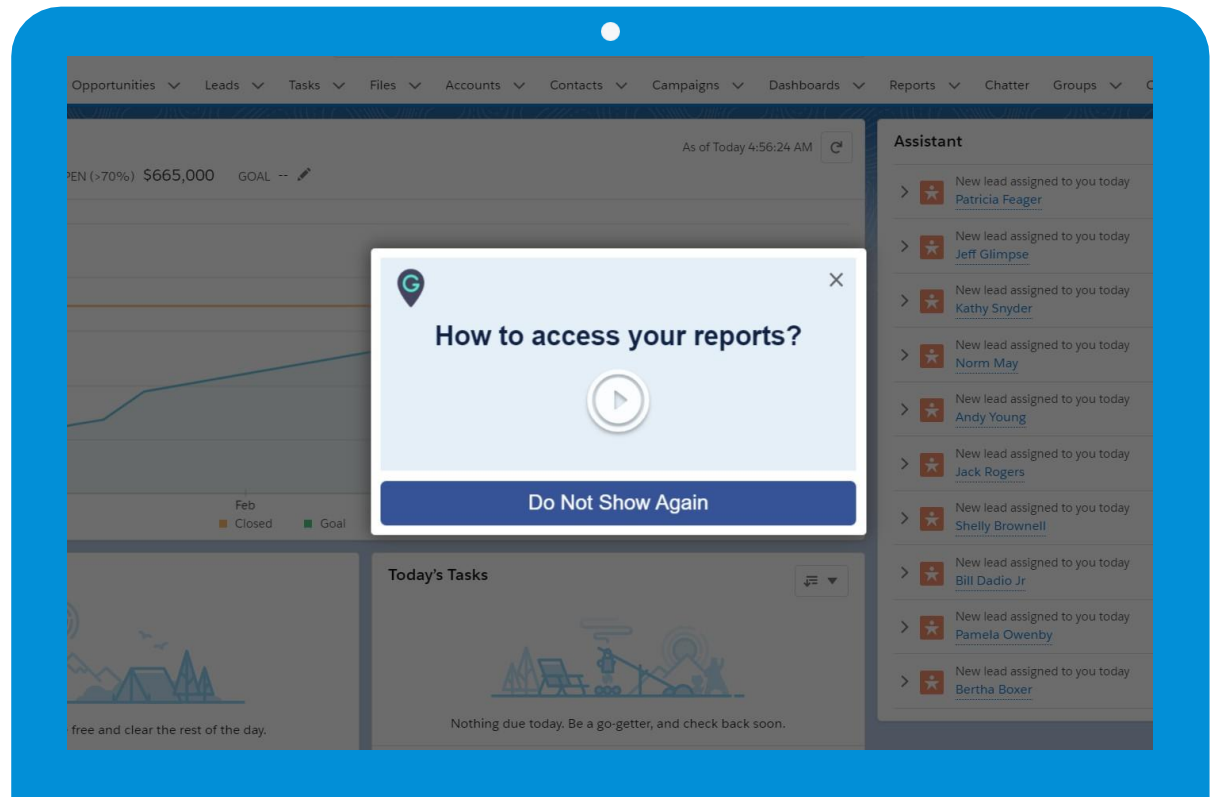 Opportunities Leads Tasks Files Accounts Contacts Campaigns Dashboards Reports Chatter Groups
As of Today 4:56:24 AM
(>70%) $665,000 GOAL --
Feb
Closed Goal
G
How to access your reports?
Do Not Show Again
free and clear the rest of the day.
Today's Tasks
Nothing due today. Be a go-getter, and check back soon.
Assistant
New lead assigned to you today
Patricia Feager
New lead assigned to you today
Jeff Glimpse
New lead assigned to you today
Kathy Snyder
New lead assigned to you today
Norm May
New lead assigned to you today
Andy Young
New lead assigned to you today
Jack Rogers
New lead assigned to you today
Shelly Brownell
New lead assigned to you today
Bill Dadio Jr
New lead assigned to you today
Pamela Owenby
New lead assigned to you today
Bertha Boxer